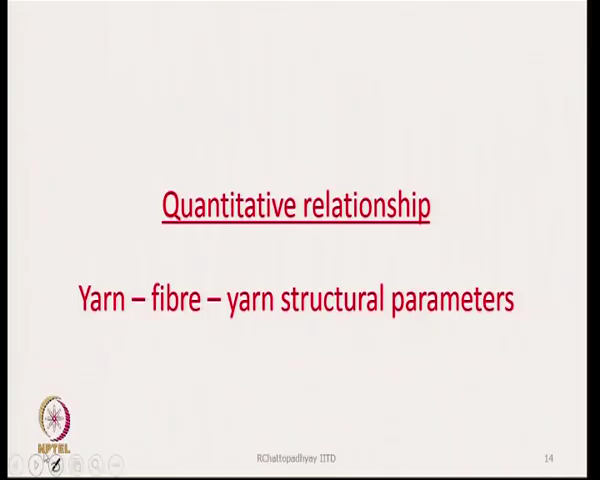 Quantitative relationship
Yarn – fibre – yarn structural parameters
NPTEL
RChattopadhyay IITD
14